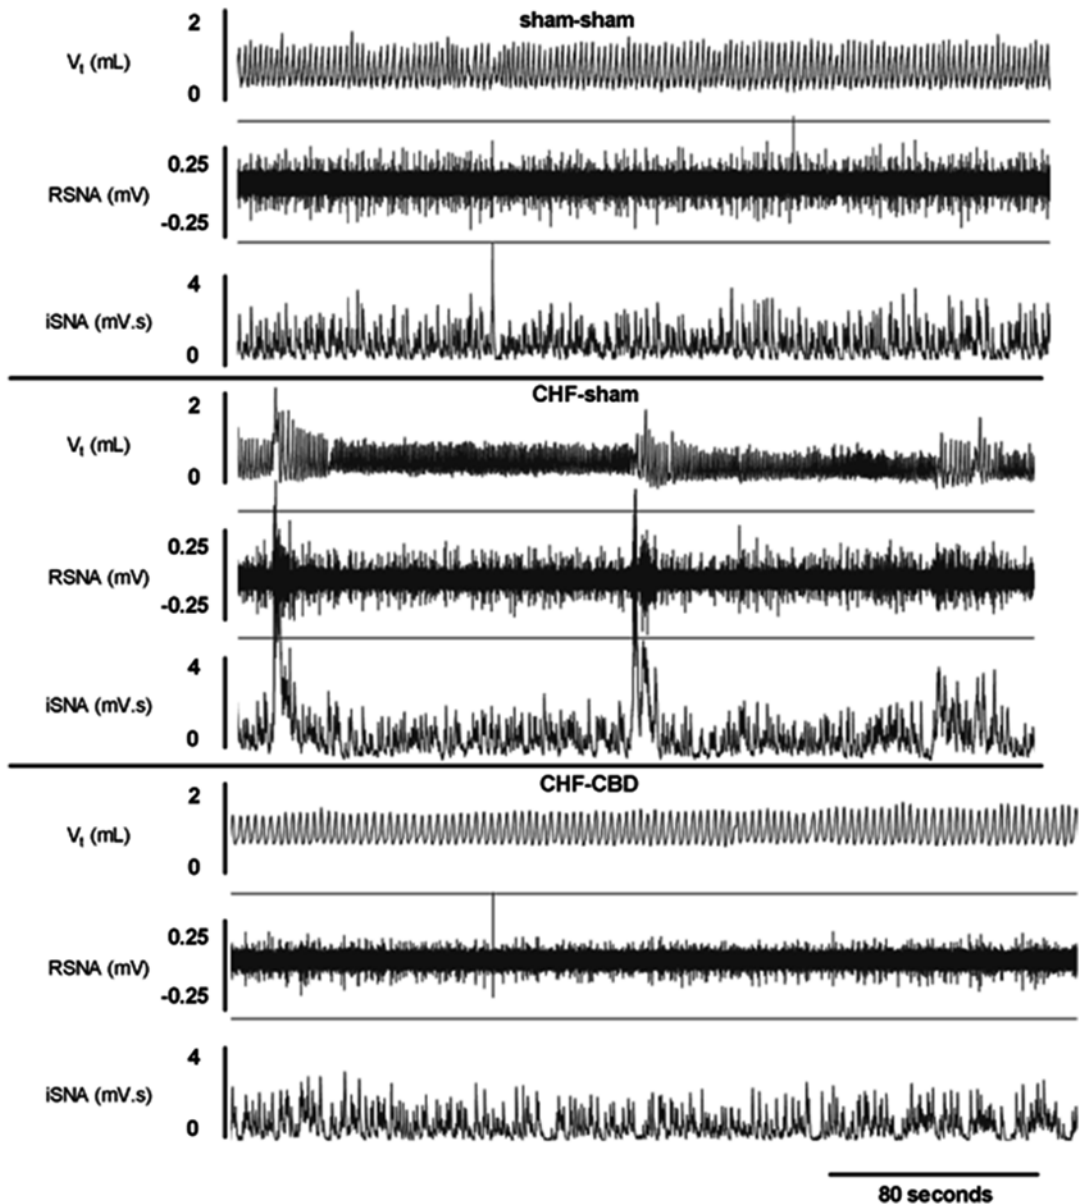 sham-sham
2
Vt (mL)
0
0.25
RSNA (mV)
-0.25
4
iSNA (mV.s)
0
CHF-sham
2
Vt (mL)
0
0.25
RSNA (mV)
-0.25
4
iSNA (mV.s)
0
CHF-CBD
2
Vt (mL)
0
0.25
RSNA (mV)
-0.25
4
iSNA (mV.s)
0
80 seconds